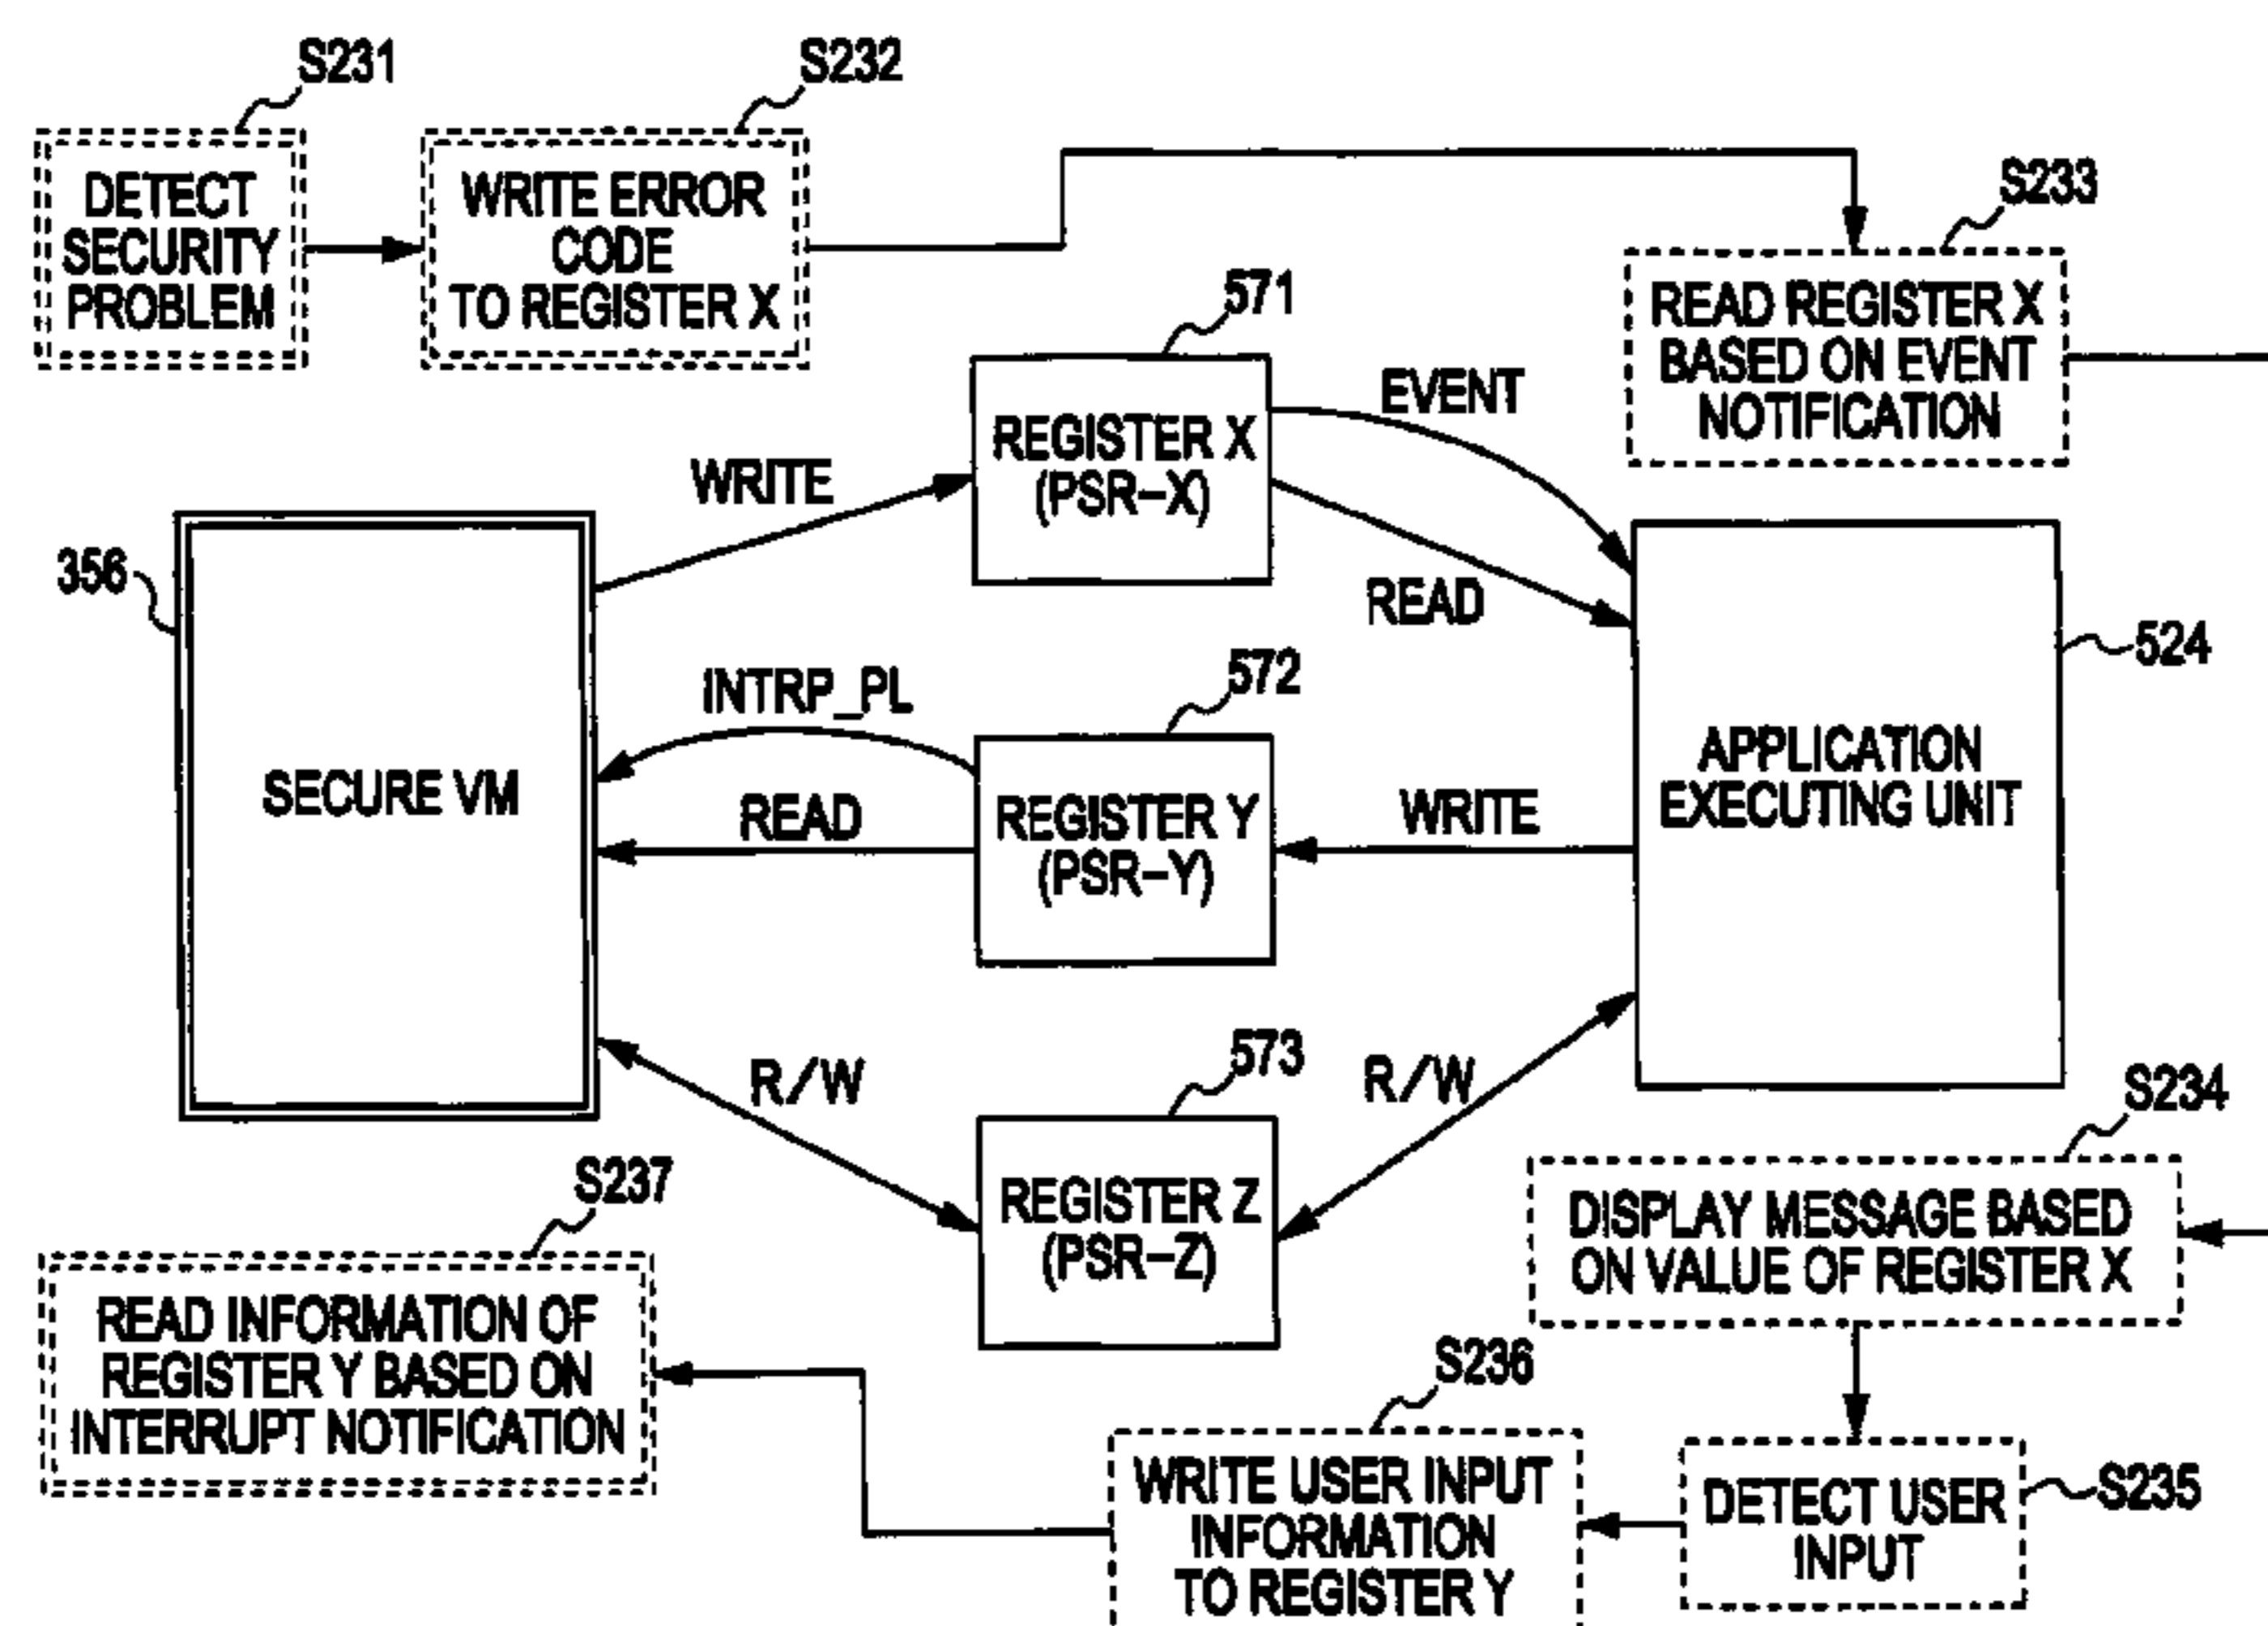 S231
S232
DETECT
SECURITY
PROBLEM
WRITE ERROR
CODE
TO REGISTER X
S233
READ REGISTER X
BASED ON EVENT
NOTIFICATION
571
REGISTER X
(PSR-X)
EVENT
WRITE
READ
356
SECURE VM
524
APPLICATION
EXECUTING UNIT
INTRP_PL
572
REGISTER Y
(PSR-Y)
READ
WRITE
R/W
573
R/W
REGISTER Z
(PSR-Z)
S234
DISPLAY MESSAGE BASED
ON VALUE OF REGISTER X
S237
READ INFORMATION OF
REGISTER Y BASED ON
INTERRUPT NOTIFICATION
S236
WRITE USER INPUT
INFORMATION
TO REGISTER Y
S235
DETECT USER
INPUT